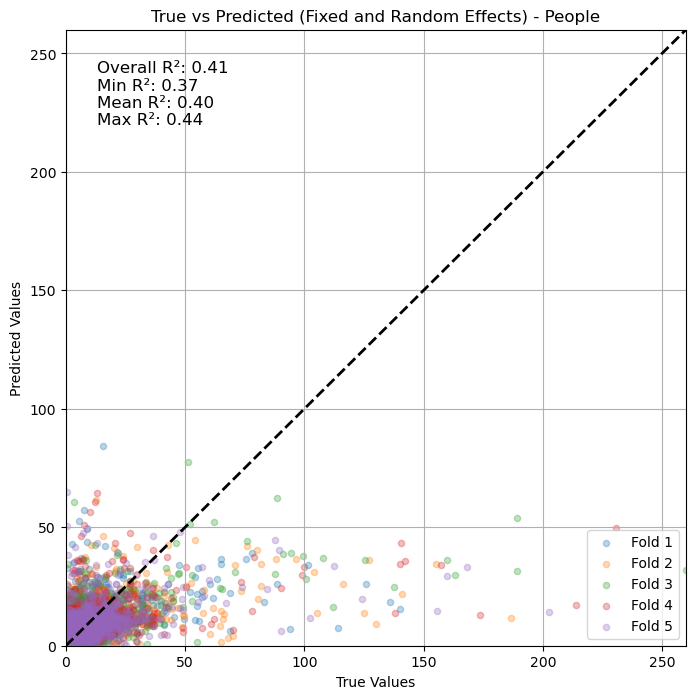 True vs Predicted (Fixed and Random Effects) - People
Overall R²: 0.41
Min R²: 0.37
Mean R²: 0.40
Max R²: 0.44
250
200
150
100
50
0
Predicted Values
Fold 1
Fold 2
Fold 3
Fold 4
Fold 5
0 50 100 150 200 250
True Values